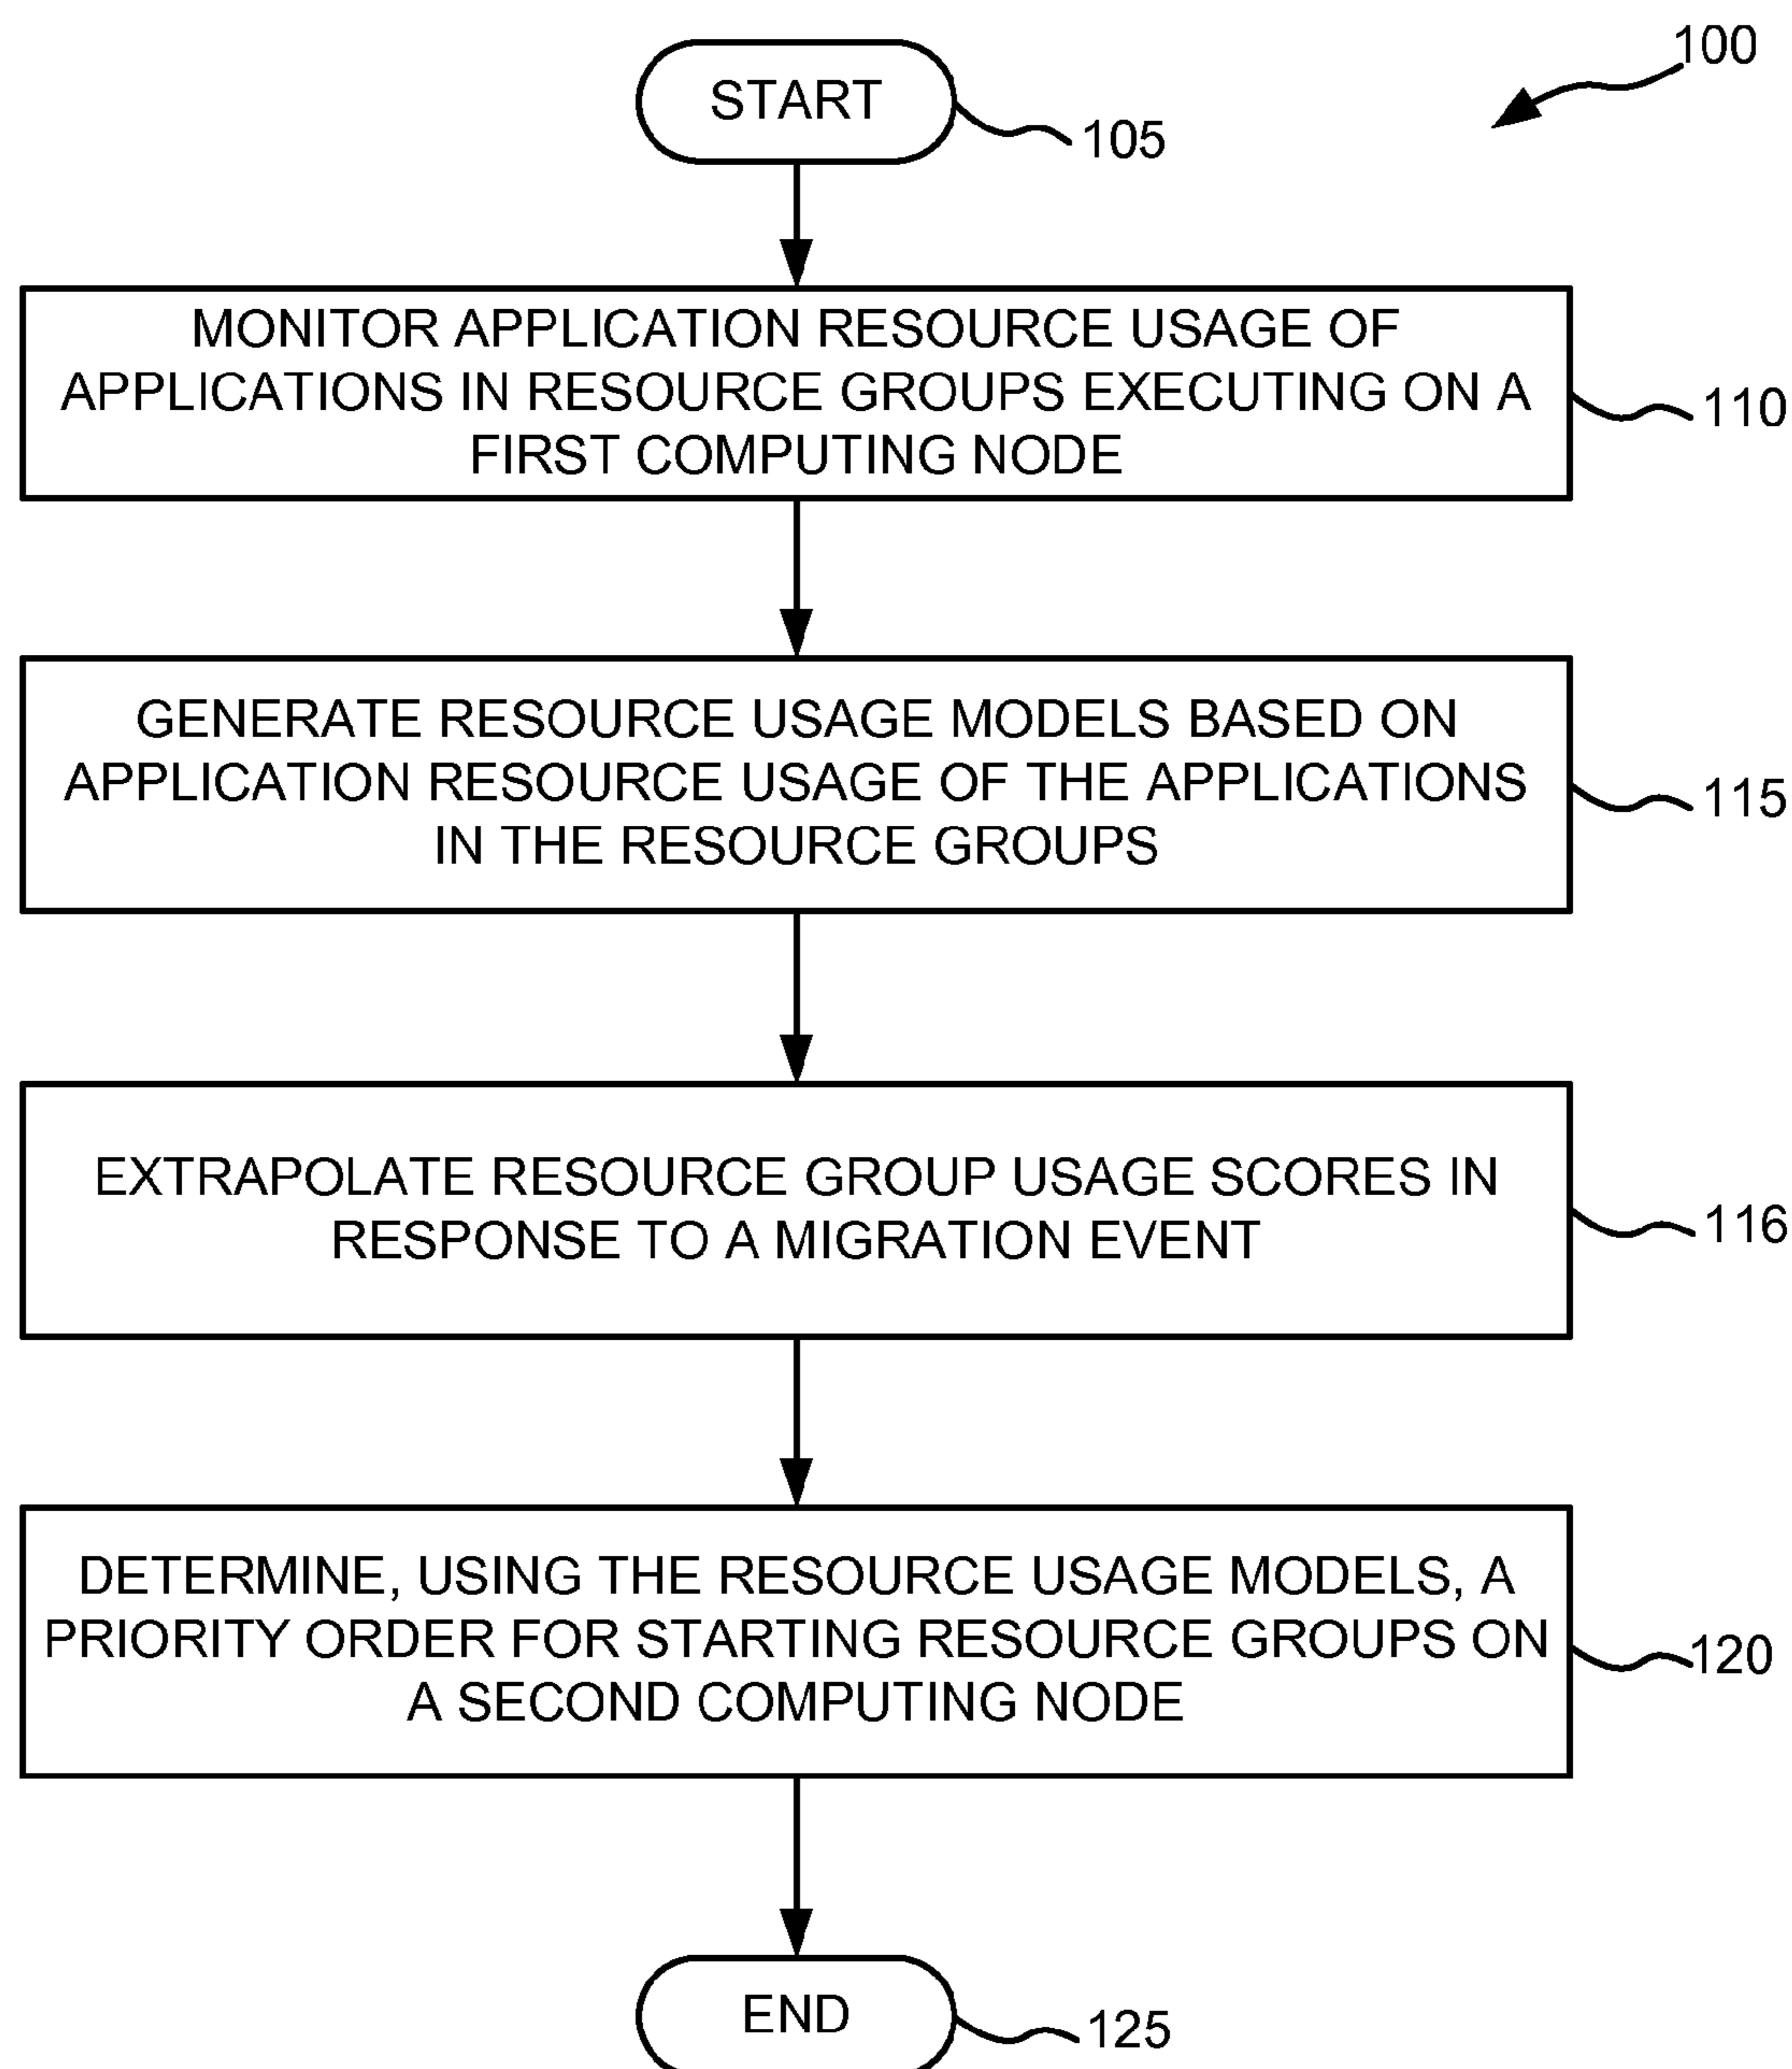 100
START
105
MONITOR APPLICATION RESOURCE USAGE OF
APPLICATIONS IN RESOURCE GROUPS EXECUTING ON A
FIRST COMPUTING NODE
110
GENERATE RESOURCE USAGE MODELS BASED ON
APPLICATION RESOURCE USAGE OF THE APPLICATIONS
IN THE RESOURCE GROUPS
115
EXTRAPOLATE RESOURCE GROUP USAGE SCORES IN
RESPONSE TO A MIGRATION EVENT
116
DETERMINE, USING THE RESOURCE USAGE MODELS, A
PRIORITY ORDER FOR STARTING RESOURCE GROUPS ON
A SECOND COMPUTING NODE
120
END
125